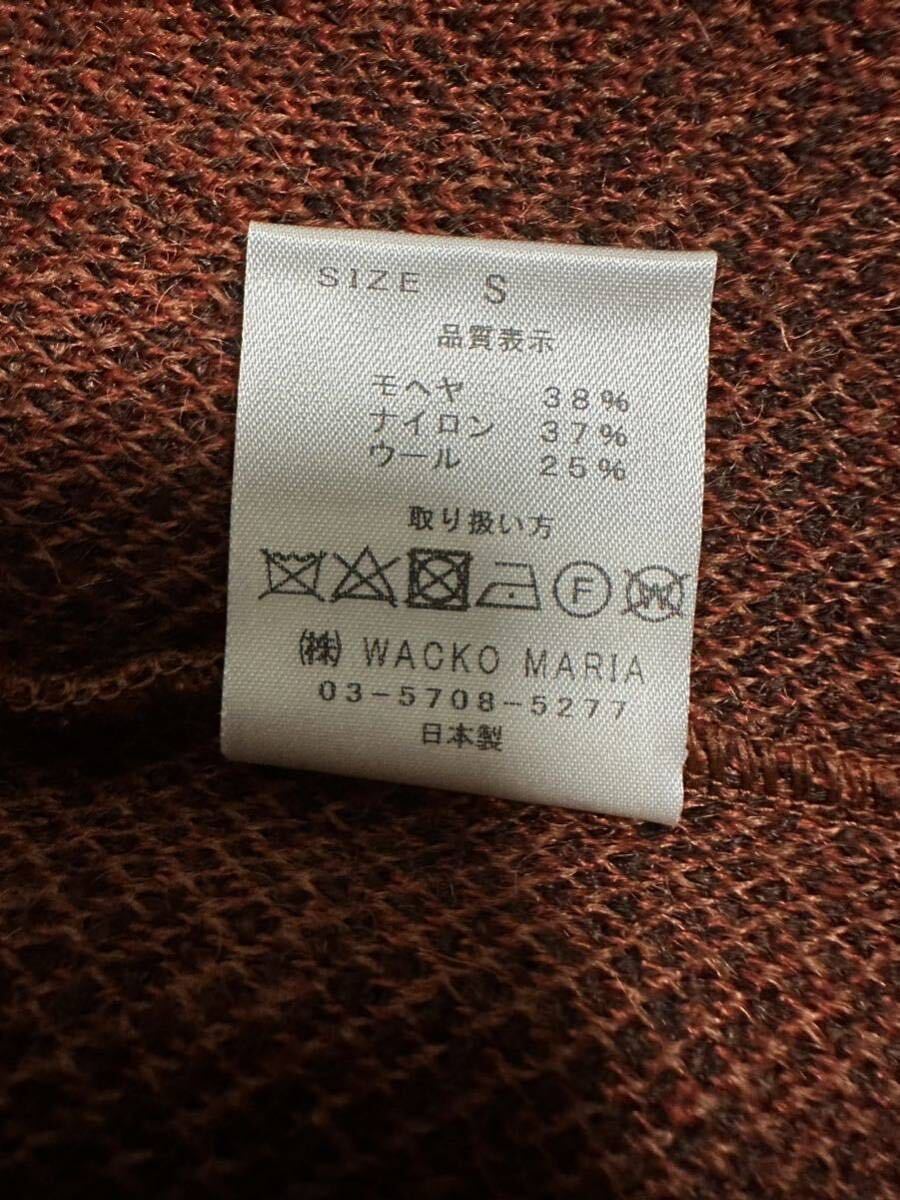 SIZE S
品質表示
モヘヤ 38%
ナイロン 37%
ウール 25%
取り扱い方
F W
㈱ WACKO MARIA
03-5708-5277
日本製